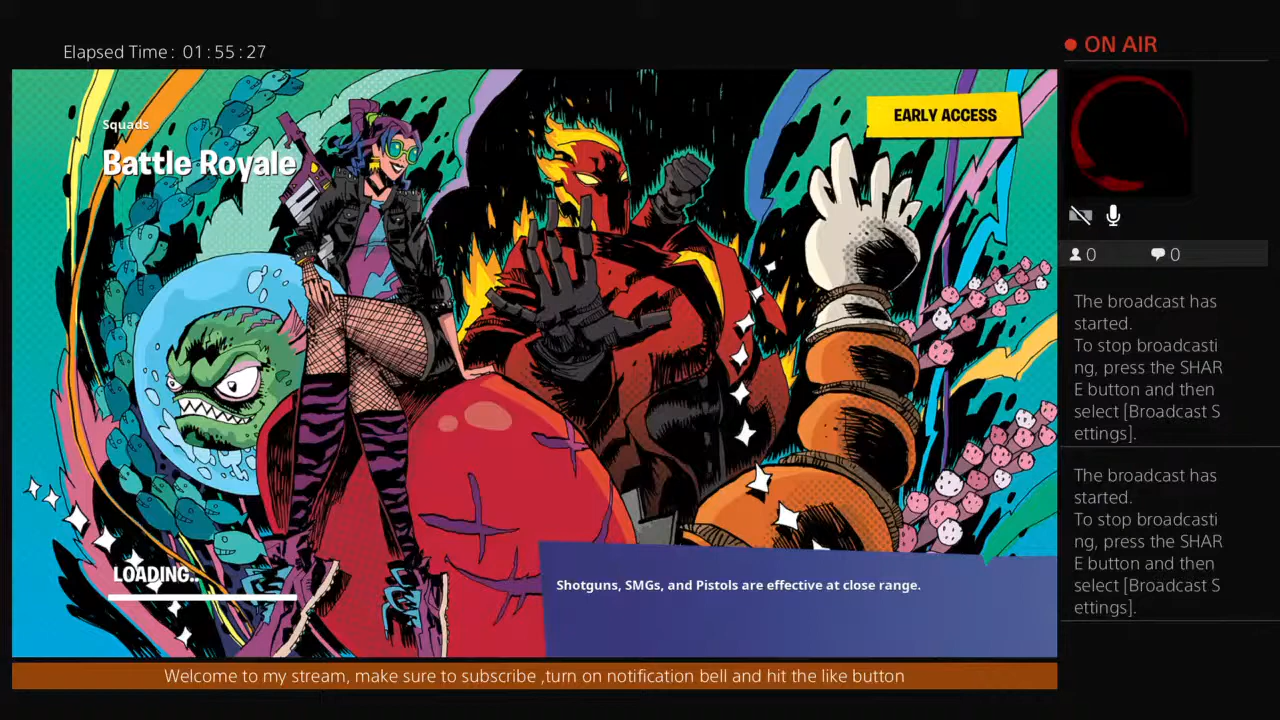 Elapsed Time: 01:55:27
ON AIR
Squads
Battle Royale
EARLY ACCESS
0 0
The broadcast has
started.
To stop broadcasti
ng, press the SHAR
E button and then
select [Broadcast S
ettings].
The broadcast has
started.
To stop broadcasti
ng, press the SHAR
E button and then
select [Broadcast S
ettings].
LOADING..
Shotguns, SMGs, and Pistols are effective at close range.
Welcome to my stream, make sure to subscribe ,turn on notification bell and hit the like button